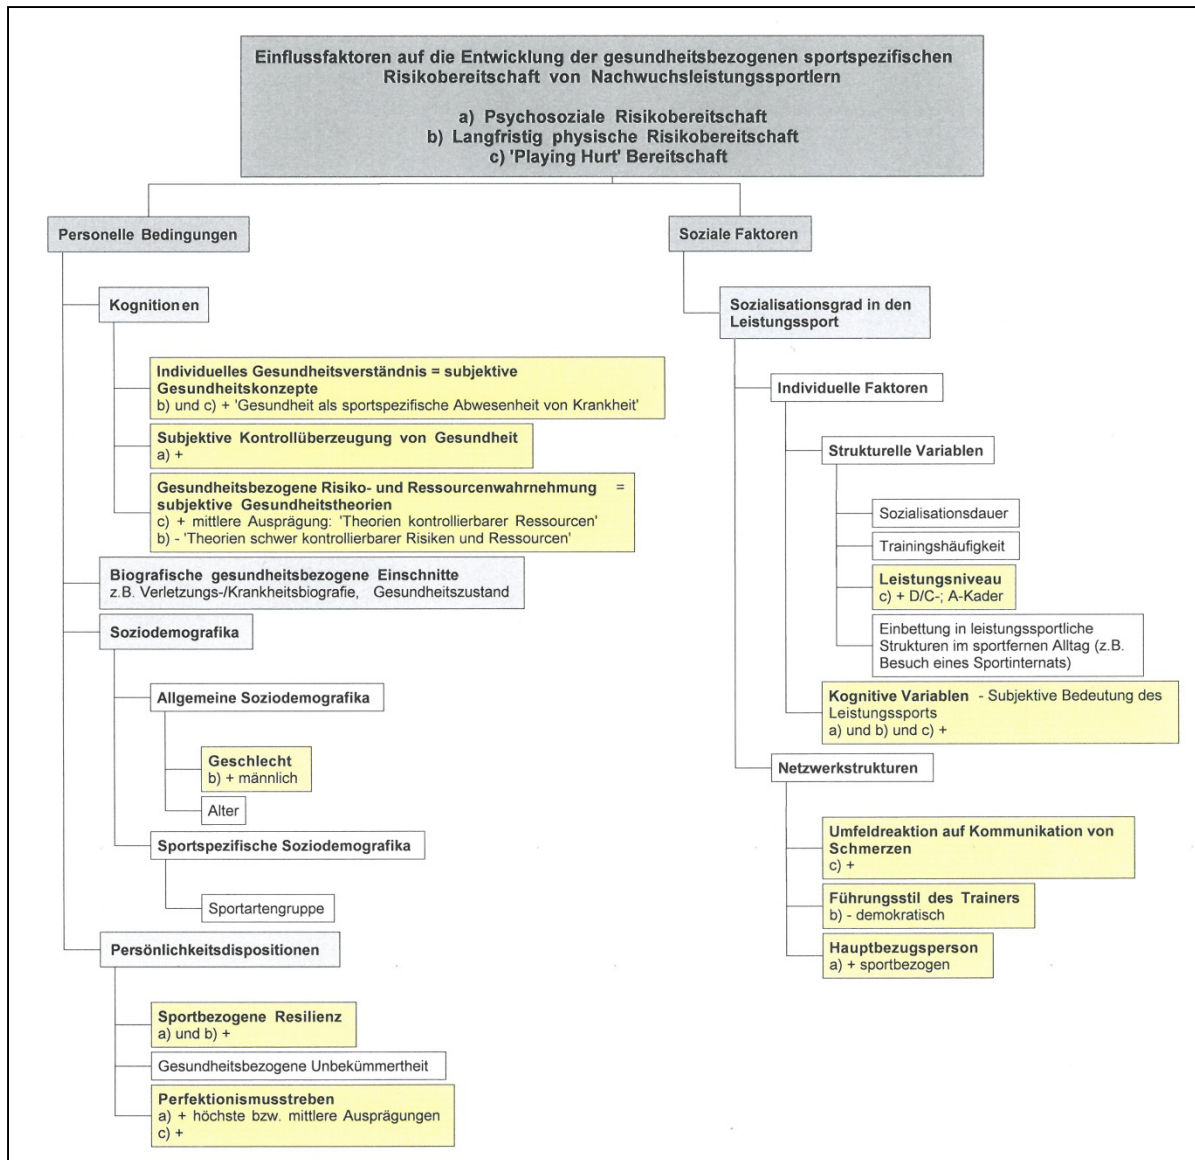 Einflussfaktoren auf die Entwicklung der gesundheitsbezogenen sportspezifischen
Risikobereitschaft von Nachwuchsleistungssportlern
a) Psychosoziale Risikobereitschaft
b) Langfristig physische Risikobereitschaft
c) 'Playing Hurt' Bereitschaft
Personelle Bedingungen
Kognitionen
Individuelles Gesundheitsverständnis = subjektive
Gesundheitskonzepte
b) und c) + 'Gesundheit als sportspezifische Abwesenheit von Krankheit'
Subjektive Kontrollüberzeugung von Gesundheit
a) +
Gesundheitsbezogene Risiko- und Ressourcenwahrnehmung =
subjektive Gesundheitstheorien
c) + mittlere Ausprägung: 'Theorien kontrollierbarer Ressourcen'
b) - 'Theorien schwer kontrollierbarer Risiken und Ressourcen'
Biografische gesundheitsbezogene Einschnitte
z.B. Verletzungs-/Krankheitsbiografie, Gesundheitszustand
Soziodemografika
Allgemeine Soziodemografika
Geschlecht
b) + männlich
Alter
Sportspezifische Soziodemografika
Sportartengruppe
Persönlichkeitsdispositionen
Sportbezogene Resilienz
a) und b) +
Gesundheitsbezogene Unbekümmertheit
Perfektionismusstreben
a) + höchste bzw. mittlere Ausprägungen
c) +
Soziale Faktoren
Sozialisationsgrad in den
Leistungssport
Individuelle Faktoren
Strukturelle Variablen
Sozialisationsdauer
Trainingshäufigkeit
Leistungsniveau
c) + D/C-; A-Kader
Einbettung in leistungssportliche
Strukturen im sportfernen Alltag (z.B.
Besuch eines Sportinternats)
Kognitive Variablen - Subjektive Bedeutung des
Leistungssports
a) und b) und c) +
Netzwerkstrukturen
Umfeldreaktion auf Kommunikation von
Schmerzen
c) +
Führungsstil des Trainers
b) - demokratisch
Hauptbezugsperson
a) + sportbezogen